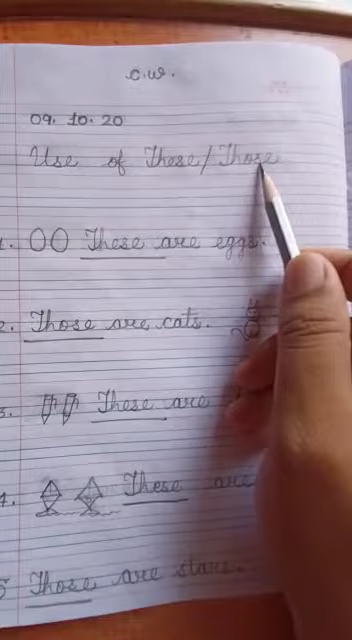 C.W.
09. 10. 20
Use of These/Those
1. These are eggs.
2. Those are cats.
3. These are
4. These are
5 Those are stars.